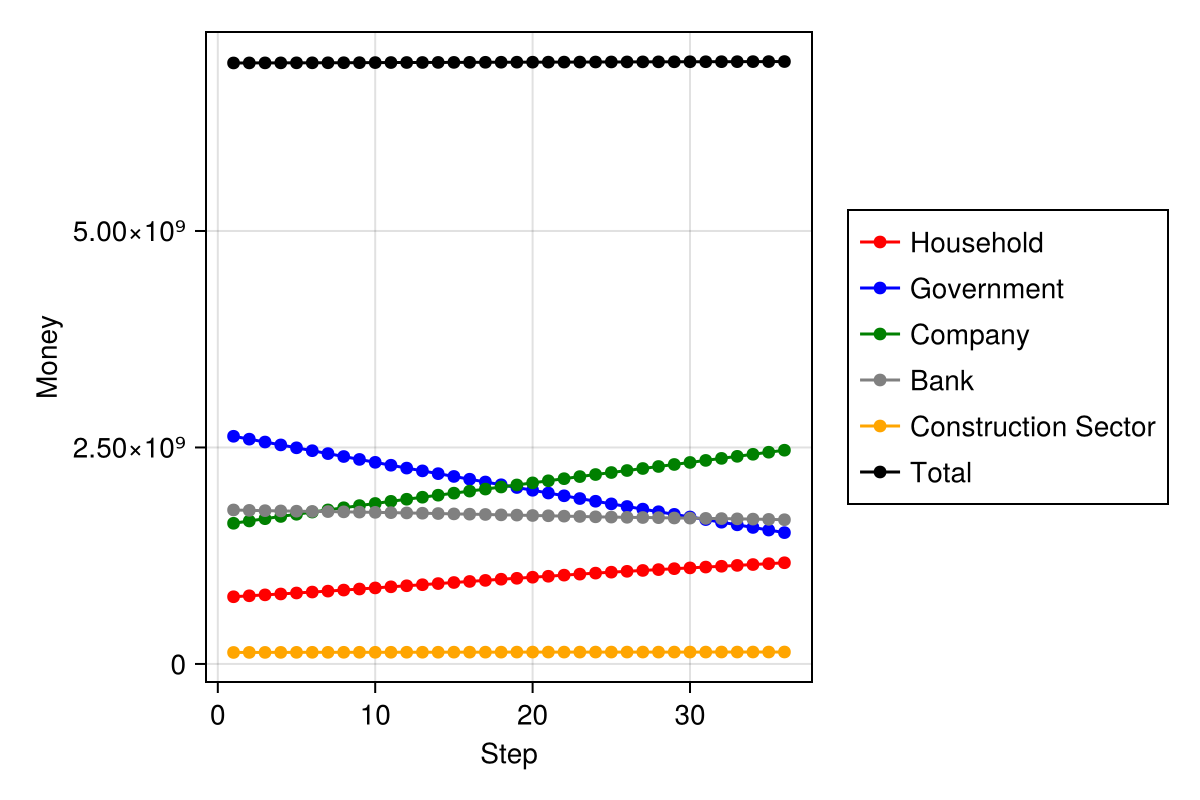 5.00×10⁹
2.50×10⁹
0
Money
0 10 20 30
Step
Household
Government
Company
Bank
Construction Sector
Total